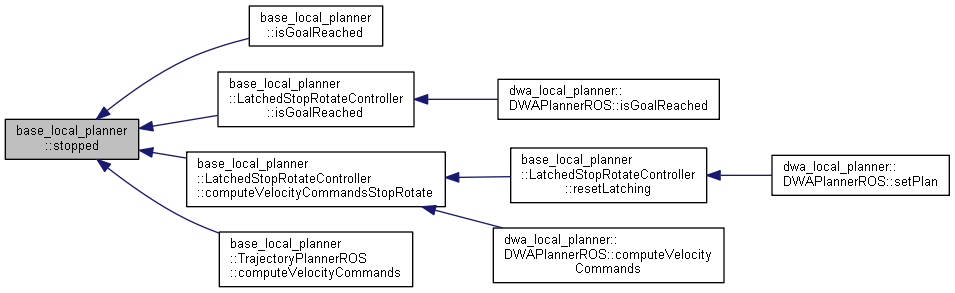 base_local_planner
::isGoalReached
base_local_planner
::LatchedStopRotateController
::isGoalReached
dwa_local_planner::
DWAPlannerROS::isGoalReached
base_local_planner
::stopped
base_local_planner
::LatchedStopRotateController
::computeVelocityCommandsStopRotate
base_local_planner
::LatchedStopRotateController
::resetLatching
dwa_local_planner::
DWAPlannerROS::setPlan
base_local_planner
::TrajectoryPlannerROS
::computeVelocityCommands
dwa_local_planner::
DWAPlannerROS::computeVelocity
Commands